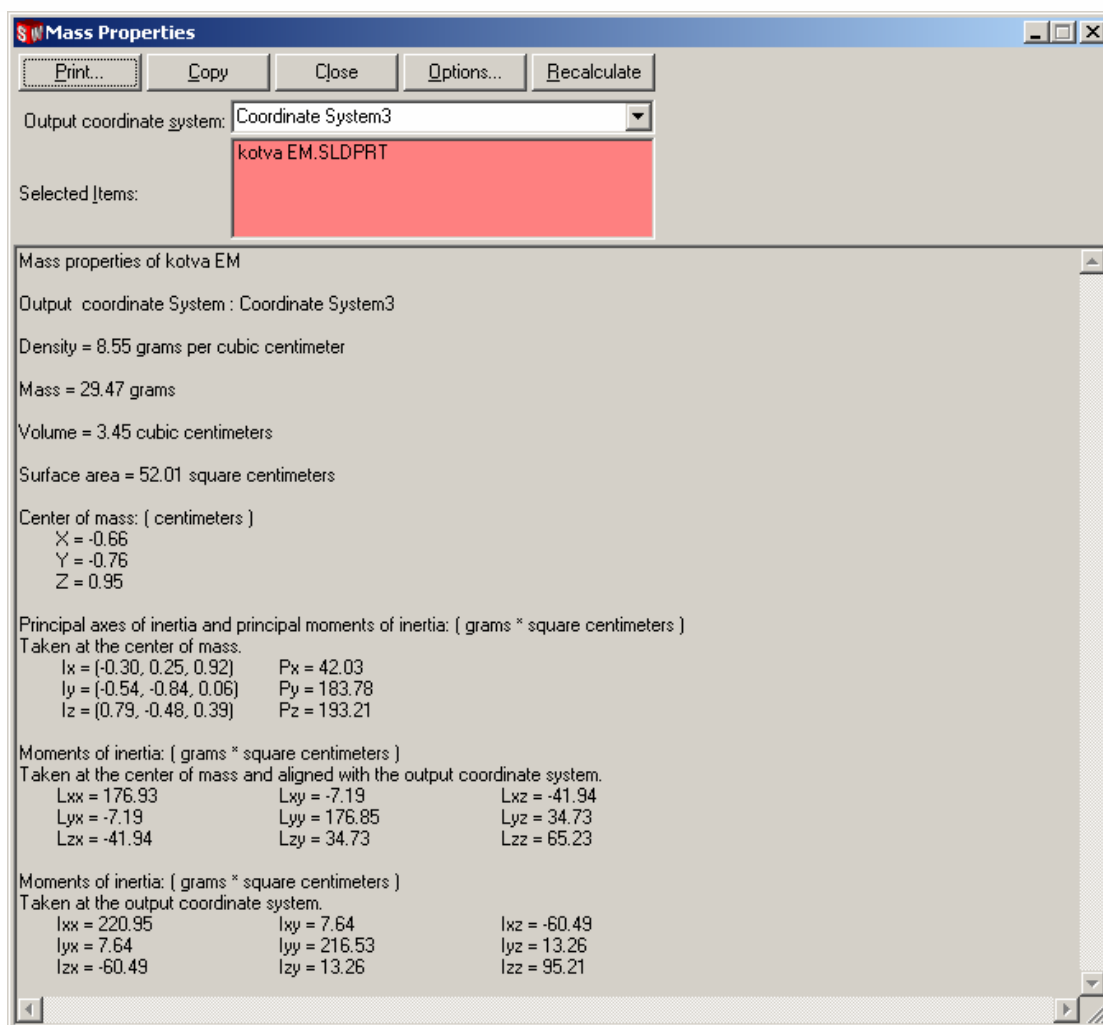 Mass Properties
Print... Copy Close Options... Recalculate
Output coordinate system: Coordinate System3
kotva EM.SLDPRT
Selected Items:
Mass properties of kotva EM
Output coordinate System : Coordinate System3
Density = 8.55 grams per cubic centimeter
Mass = 29.47 grams
Volume = 3.45 cubic centimeters
Surface area = 52.01 square centimeters
Center of mass: ( centimeters )
X = -0.66
Y = -0.76
Z = 0.95
Principal axes of inertia and principal moments of inertia: ( grams * square centimeters )
Taken at the center of mass.
Ix = (-0.30, 0.25, 0.92) Px = 42.03
Iy = (-0.54, -0.84, 0.06) Py = 183.78
Iz = (0.79, -0.48, 0.39) Pz = 193.21
Moments of inertia: ( grams * square centimeters )
Taken at the center of mass and aligned with the output coordinate system.
Lxx = 176.93 Lxy = -7.19 Lxz = -41.94
Lyx = -7.19 Lyy = 176.85 Lyz = 34.73
Lzx = -41.94 Lzy = 34.73 Lzz = 65.23
Moments of inertia: ( grams * square centimeters )
Taken at the output coordinate system.
Ixx = 220.95 Ixy = 7.64 Ixz = -60.49
Iyx = 7.64 Iyy = 216.53 Iyz = 13.26
Izx = -60.49 Izy = 13.26 Izz = 95.21